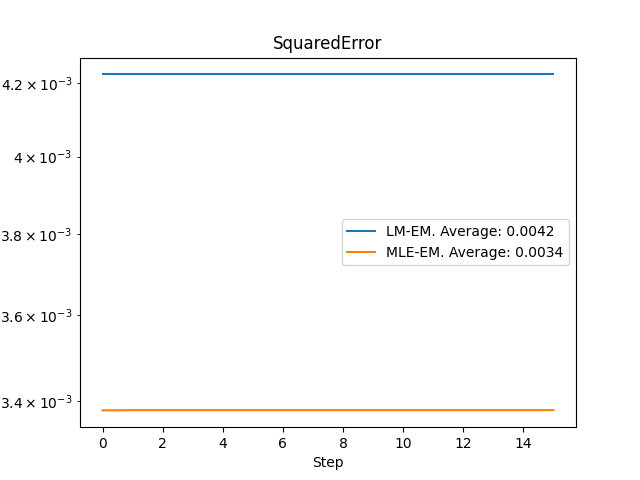 SquaredError
4.2 × 10⁻³
4 × 10⁻³
3.8 × 10⁻³
3.6 × 10⁻³
3.4 × 10⁻³
LM-EM. Average: 0.0042
MLE-EM. Average: 0.0034
0 2 4 6 8 10 12 14
Step